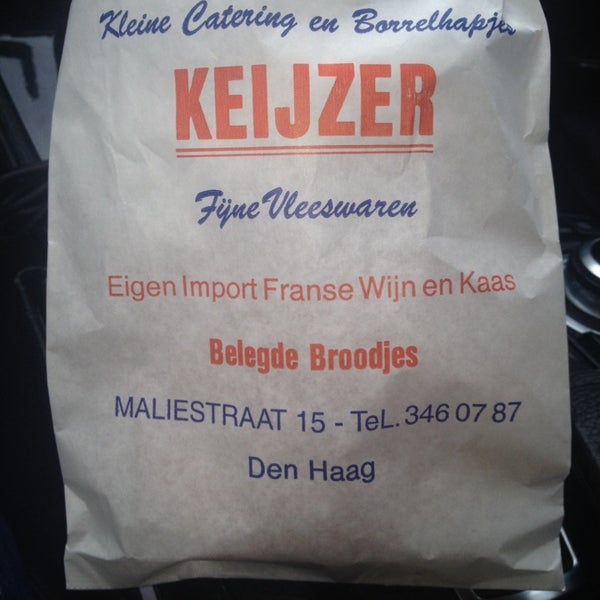 Kleine Catering en Borrelhapjes
KEIJZER
Fijne Vleeswaren
Eigen Import Franse Wijn en Kaas
Belegde Broodjes
MALIESTRAAT 15 - TeL. 346 07 87
Den Haag